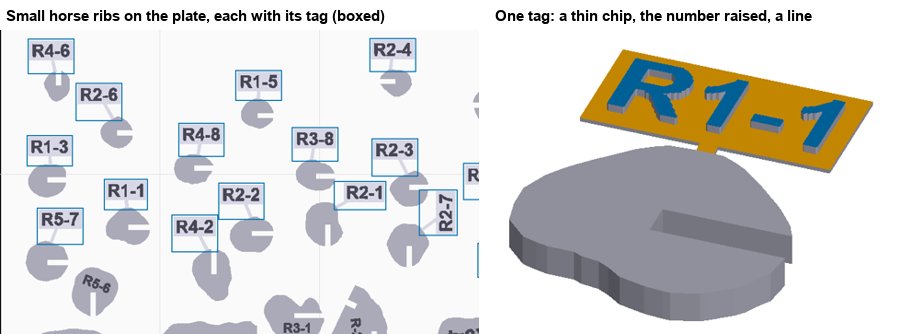 Small horse ribs on the plate, each with its tag (boxed)
One tag: a thin chip, the number raised, a line
R4-6
R2-4
R2-6
R1-5
R4-8
R3-8
R1-3
R2-3
R1-1
R2-2
R2-1
R2-7
R5-7
R4-2
R5-6
R3-1
R1-1